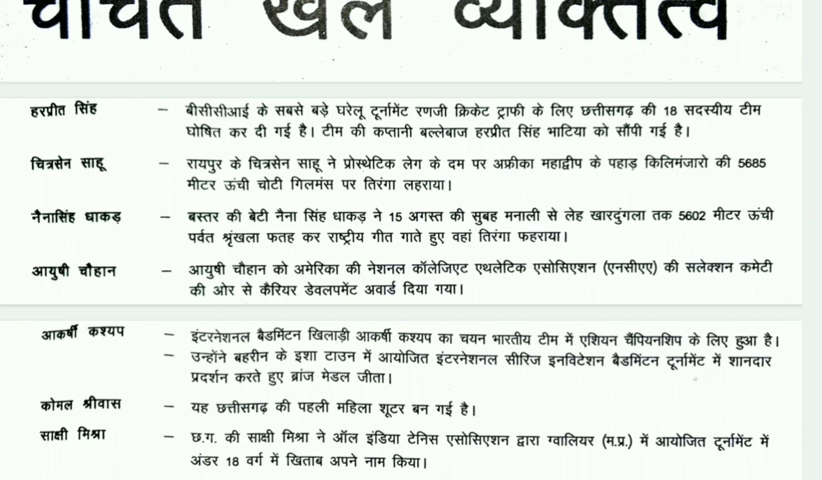 चर्चित खेल व्यक्तित्व
हरप्रीत सिंह – बीसीसीआई के सबसे बड़े घरेलू टूर्नामेंट रणजी क्रिकेट ट्राफी के लिए छत्तीसगढ़ की 18 सदस्यीय टीम
घोषित कर दी गई है। टीम की कप्तानी बल्लेबाज हरप्रीत सिंह भाटिया को सौंपी गई है।
चित्रसेन साहू – रायपुर के चित्रसेन साहू ने प्रोस्थेटिक लेग के दम पर अफ्रीका महाद्वीप के पहाड़ किलिमंजारो की 5685
मीटर ऊंची चोटी गिलमंस पर तिरंगा लहराया।
नैनासिंह धाकड़ – बस्तर की बेटी नैना सिंह धाकड़ ने 15 अगस्त की सुबह मनाली से लेह खारदुंगला तक 5602 मीटर ऊंची
पर्वत श्रृंखला फतह कर राष्ट्रीय गीत गाते हुए वहां तिरंगा फहराया।
आयुषी चौहान – आयुषी चौहान को अमेरिका की नेशनल कॉलेजिएट एथलेटिक एसोसिएशन (एनसीएए) की सलेक्शन कमेटी
की ओर से कैरियर डेवलपमेंट अवार्ड दिया गया।
आकर्षी कश्यप – इंटरनेशनल बैडमिंटन खिलाड़ी आकर्षी कश्यप का चयन भारतीय टीम में एशियन चैंपियनशिप के लिए हुआ है।
– उन्होंने बहरीन के इशा टाउन में आयोजित इंटरनेशनल सीरिज इनविटेशन बैडमिंटन टूर्नामेंट में शानदार
प्रदर्शन करते हुए ब्रांज मेडल जीता।
कोमल श्रीवास – यह छत्तीसगढ़ की पहली महिला शूटर बन गई है।
साक्षी मिश्रा – छ.ग. की साक्षी मिश्रा ने ऑल इंडिया टेनिस एसोसिएशन द्वारा ग्वालियर (म.प्र.) में आयोजित टूर्नामेंट में
अंडर 18 वर्ग में खिताब अपने नाम किया।